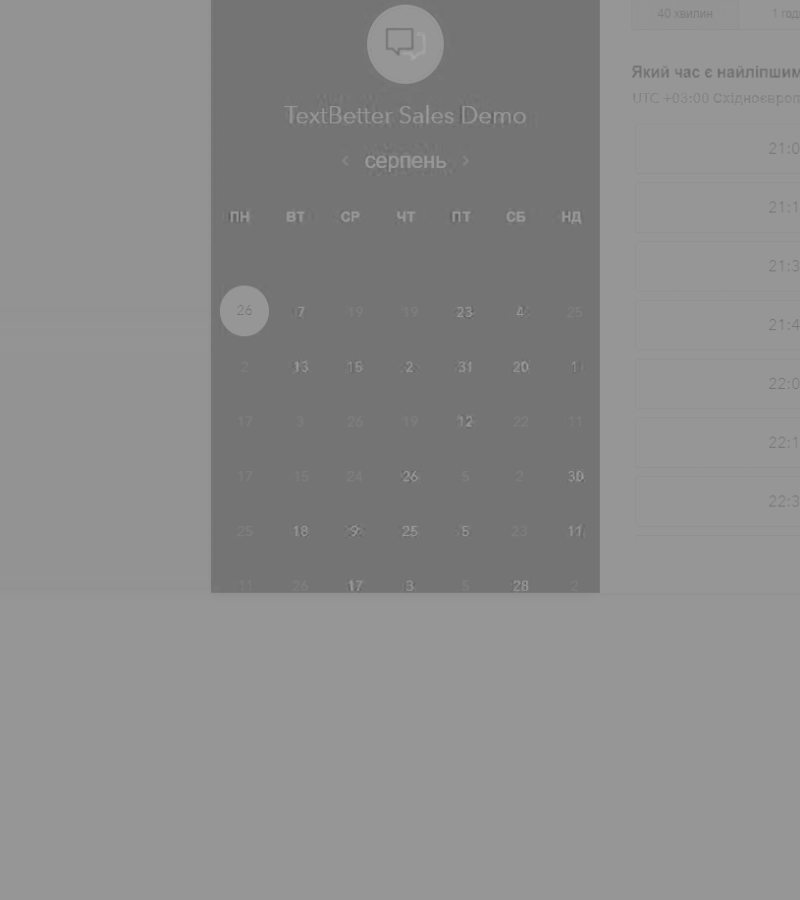 TextBetter Sales Demo
‹ серпень ›
ПН ВТ СР ЧТ ПТ СБ НД
26 7 19 19 23 4 25
2 13 15 2 31 20 1
17 3 26 19 12 22 11
17 15 24 26 5 2 30
25 18 9 25 5 23 11
11 26 17 3 5 28 2
40 хвилин 1 год
Який час є найліпшим
UTC +03:00 Східноєвроп
21:0
21:1
21:3
21:4
22:0
22:1
22:3